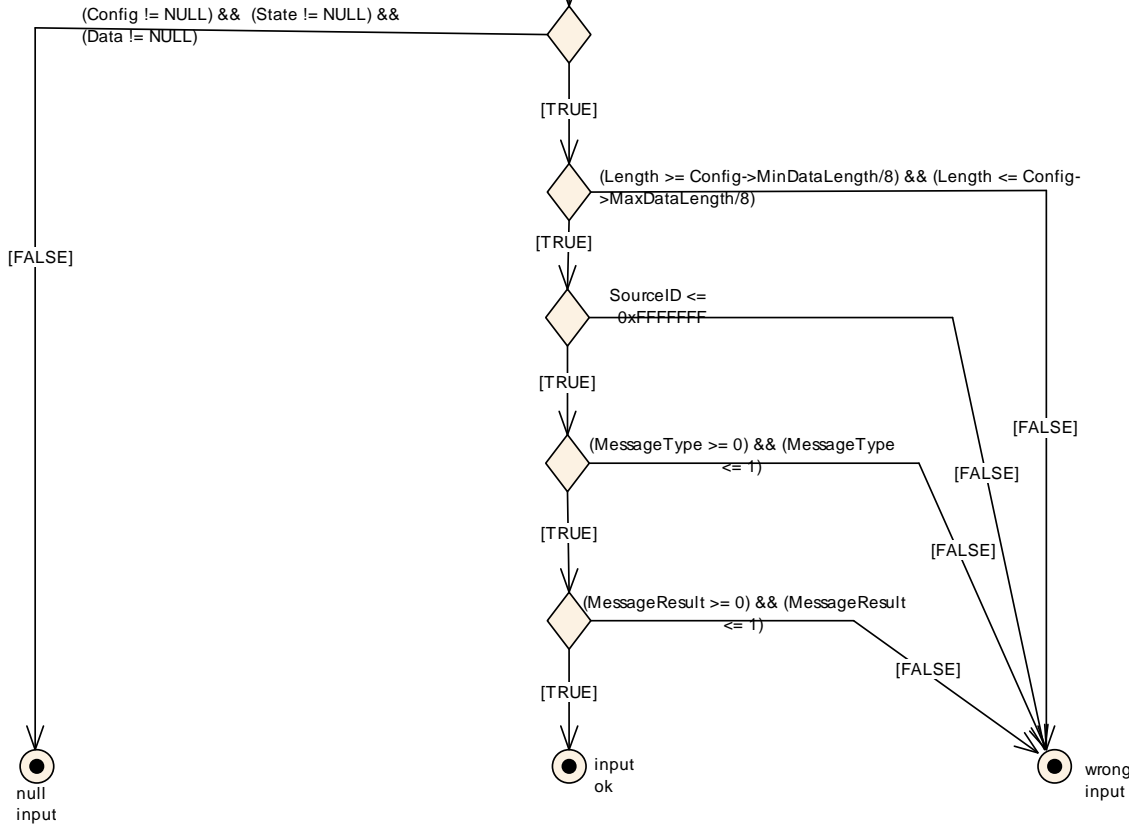 (Config != NULL) && (State != NULL) &&
(Data != NULL)
[TRUE]
(Length >= Config->MinDataLength/8) && (Length <= Config-
>MaxDataLength/8)
[TRUE]
[FALSE]
SourceID <=
0xFFFFFFF
[TRUE]
[FALSE]
(MessageType >= 0) && (MessageType
<= 1)
[FALSE]
[TRUE]
[FALSE]
(MessageResult >= 0) && (MessageResult
<= 1)
[FALSE]
[TRUE]
input
ok
wrong
input
null
input